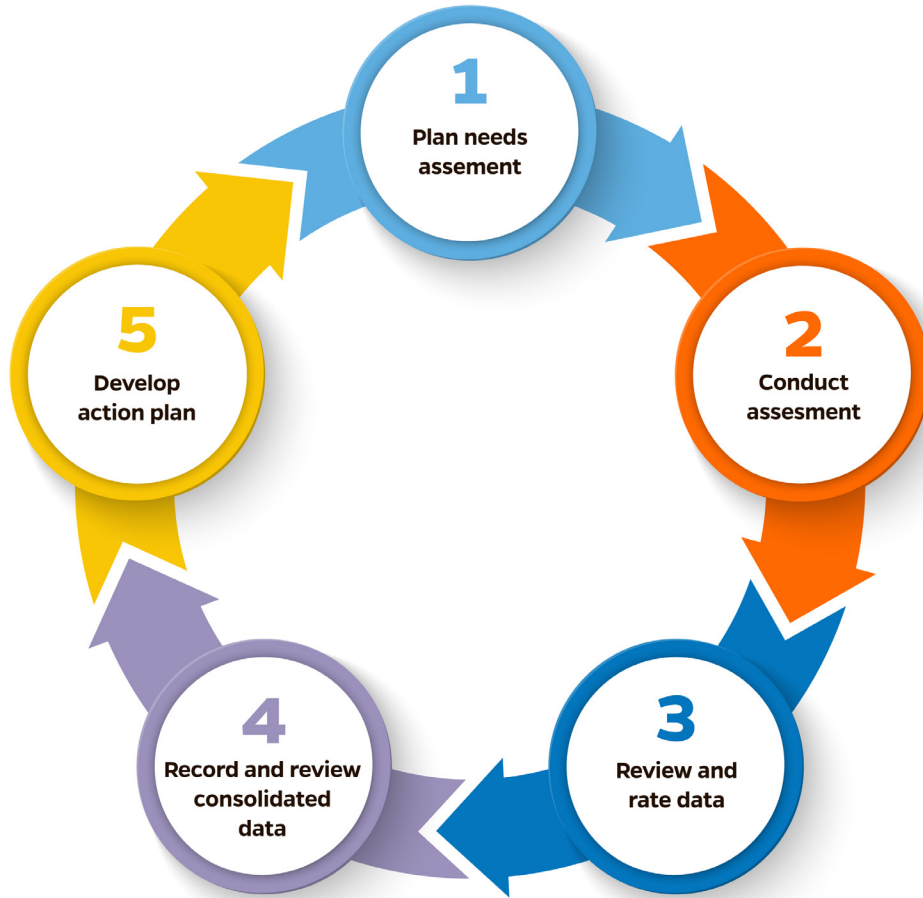 1
Plan needs
assement
2
Conduct
assesment
3
Review and
rate data
4
Record and review
consolidated
data
5
Develop
action plan